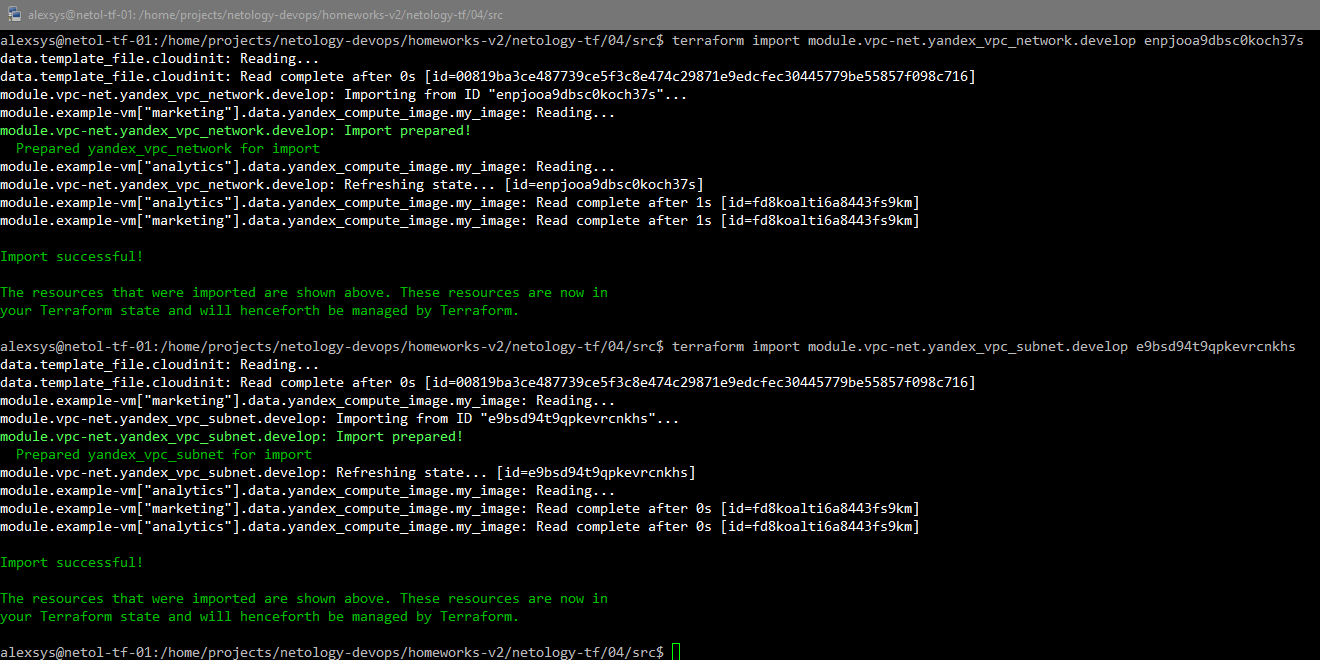 alexsys@netol-tf-01: /home/projects/netology-devops/homeworks-v2/netology-tf/04/src
alexsys@netol-tf-01:/home/projects/netology-devops/homeworks-v2/netology-tf/04/src$ terraform import module.vpc-net.yandex_vpc_network.develop enpjooa9dbsc0koch37s
data.template_file.cloudinit: Reading...
data.template_file.cloudinit: Read complete after 0s [id=00819ba3ce487739ce5f3c8e474c29871e9edcfec30445779be55857f098c716]
module.vpc-net.yandex_vpc_network.develop: Importing from ID "enpjooa9dbsc0koch37s"...
module.example-vm["marketing"].data.yandex_compute_image.my_image: Reading...
module.vpc-net.yandex_vpc_network.develop: Import prepared!
  Prepared yandex_vpc_network for import
module.example-vm["analytics"].data.yandex_compute_image.my_image: Reading...
module.vpc-net.yandex_vpc_network.develop: Refreshing state... [id=enpjooa9dbsc0koch37s]
module.example-vm["analytics"].data.yandex_compute_image.my_image: Read complete after 1s [id=fd8koalti6a8443fs9km]
module.example-vm["marketing"].data.yandex_compute_image.my_image: Read complete after 1s [id=fd8koalti6a8443fs9km]
Import successful!
The resources that were imported are shown above. These resources are now in
your Terraform state and will henceforth be managed by Terraform.
alexsys@netol-tf-01:/home/projects/netology-devops/homeworks-v2/netology-tf/04/src$ terraform import module.vpc-net.yandex_vpc_subnet.develop e9bsd94t9qpkevrcnkhs
data.template_file.cloudinit: Reading...
data.template_file.cloudinit: Read complete after 0s [id=00819ba3ce487739ce5f3c8e474c29871e9edcfec30445779be55857f098c716]
module.example-vm["marketing"].data.yandex_compute_image.my_image: Reading...
module.vpc-net.yandex_vpc_subnet.develop: Importing from ID "e9bsd94t9qpkevrcnkhs"...
module.vpc-net.yandex_vpc_subnet.develop: Import prepared!
  Prepared yandex_vpc_subnet for import
module.vpc-net.yandex_vpc_subnet.develop: Refreshing state... [id=e9bsd94t9qpkevrcnkhs]
module.example-vm["analytics"].data.yandex_compute_image.my_image: Reading...
module.example-vm["marketing"].data.yandex_compute_image.my_image: Read complete after 0s [id=fd8koalti6a8443fs9km]
module.example-vm["analytics"].data.yandex_compute_image.my_image: Read complete after 0s [id=fd8koalti6a8443fs9km]
Import successful!
The resources that were imported are shown above. These resources are now in
your Terraform state and will henceforth be managed by Terraform.
alexsys@netol-tf-01:/home/projects/netology-devops/homeworks-v2/netology-tf/04/src$